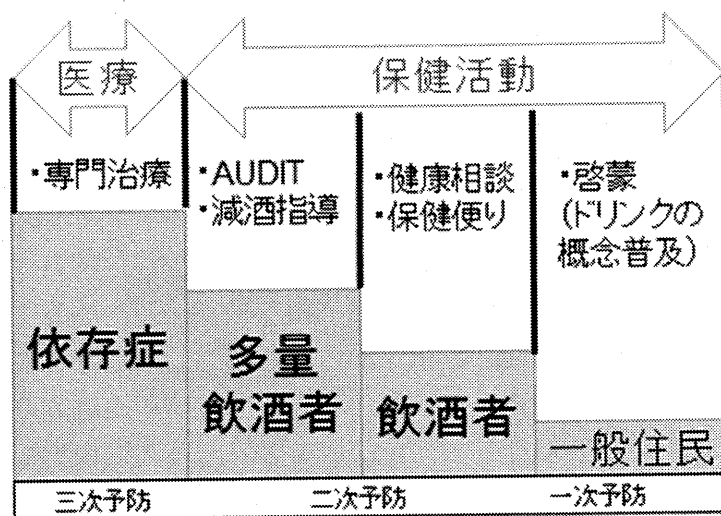 医療
保健活動
・専門治療
・AUDIT
・減酒指導
・健康相談
・保健便り
・啓蒙
(ドリンクの
概念普及)
依存症
多量
飲酒者
飲酒者
一般住民
三次予防
二次予防
一次予防